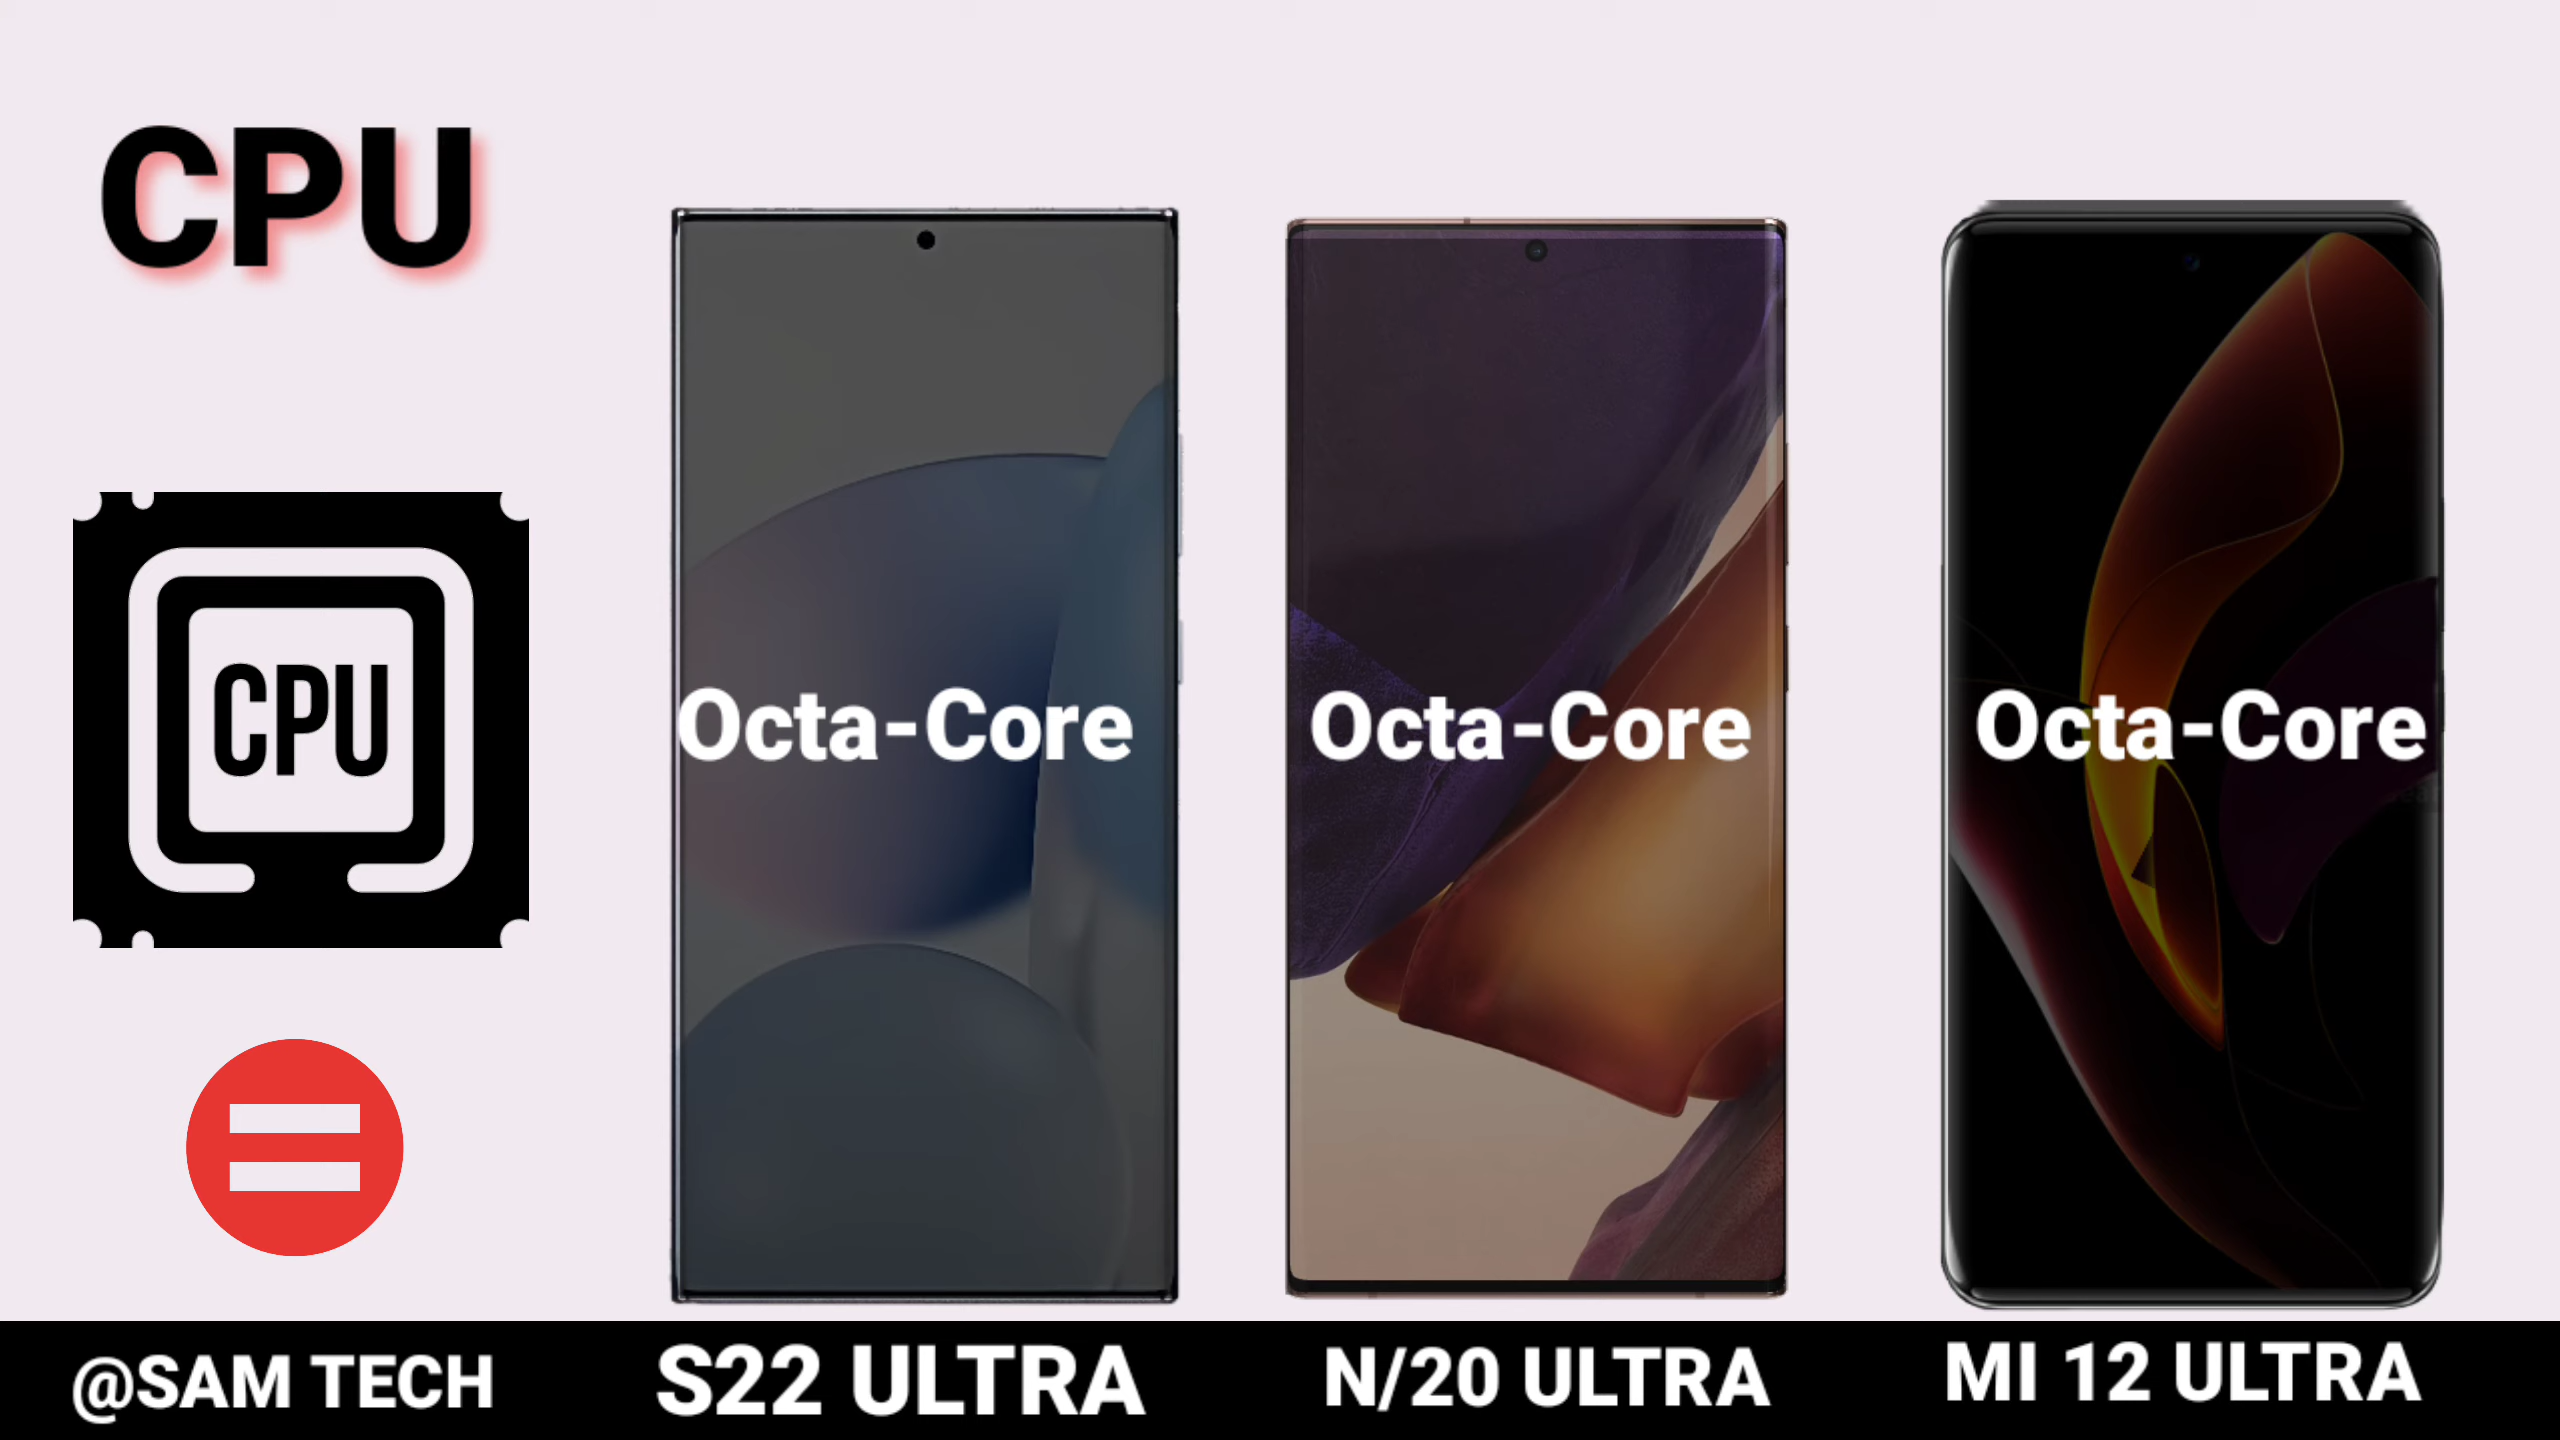 CPU
CPU
Octa-Core
Octa-Core
Octa-Core
@SAM TECH
S22 ULTRA
N/20 ULTRA
MI 12 ULTRA